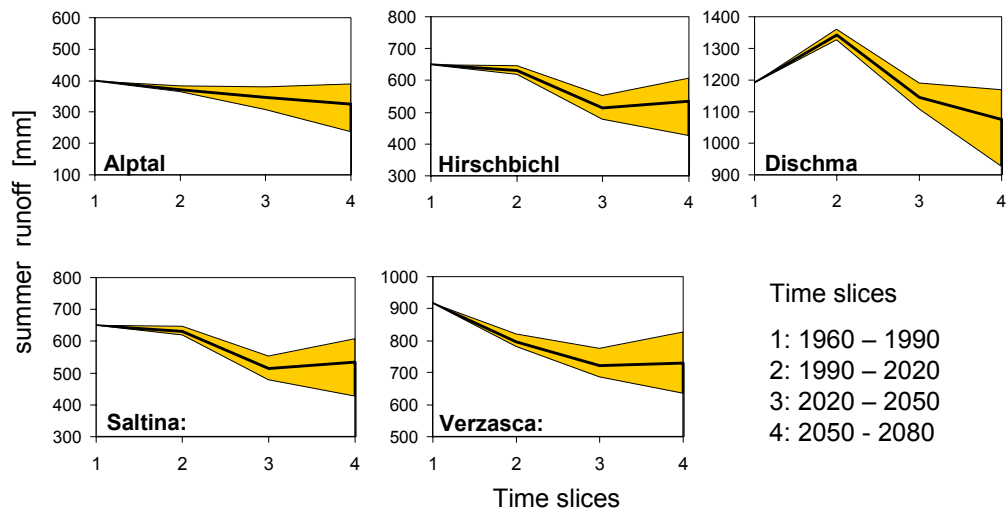 summer runoff [mm]
600
500
400
300
200
100
1 2 3 4
Alptal
800
700
600
500
400
300
1 2 3 4
Hirschbichl
1400
1300
1200
1100
1000
900
1 2 3 4
Dischma
800
700
600
500
400
300
1 2 3 4
Saltina:
1000
900
800
700
600
500
1 2 3 4
Verzasca:
Time slices
Time slices
1: 1960 – 1990
2: 1990 – 2020
3: 2020 – 2050
4: 2050 - 2080